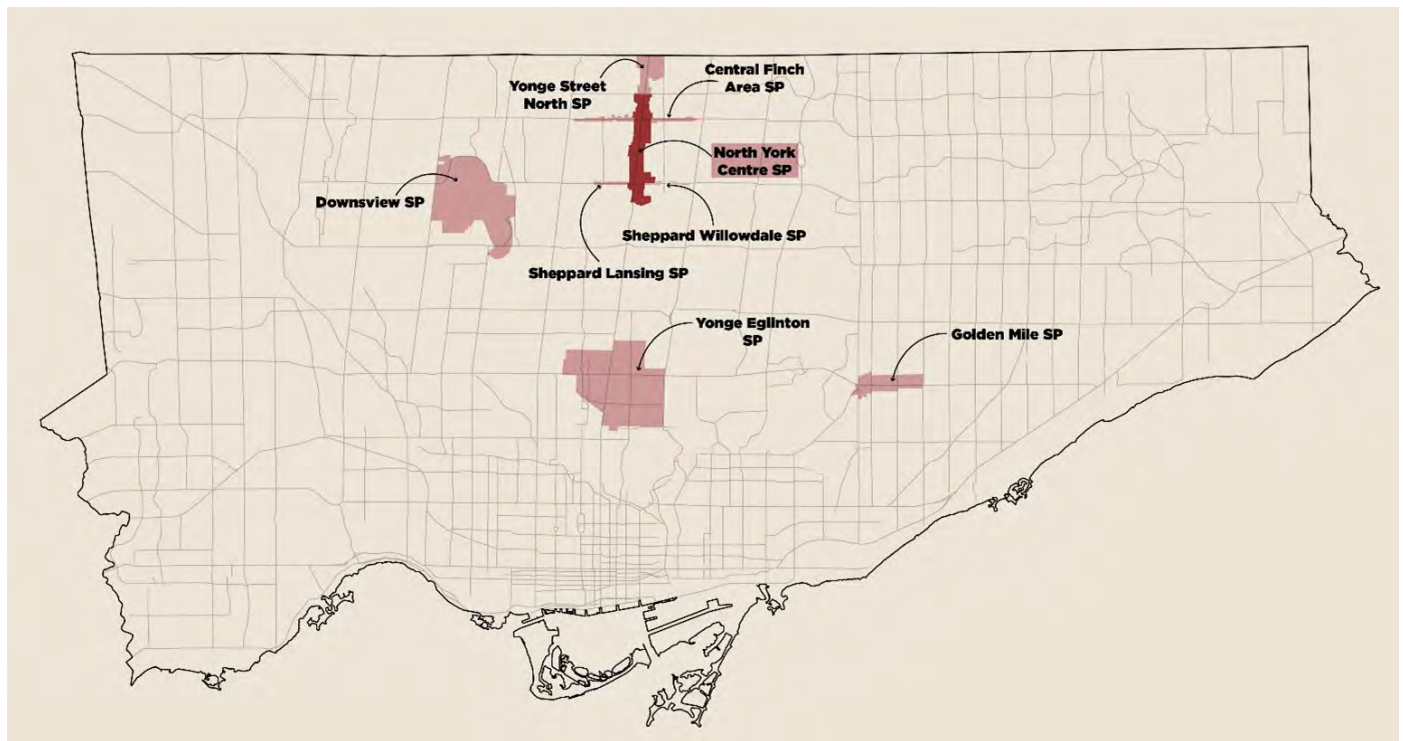 Yonge Street
North SP
Central Finch
Area SP
North York
Centre SP
Downsview SP
Sheppard Willowdale SP
Sheppard Lansing SP
Yonge Eglinton
SP
Golden Mile SP